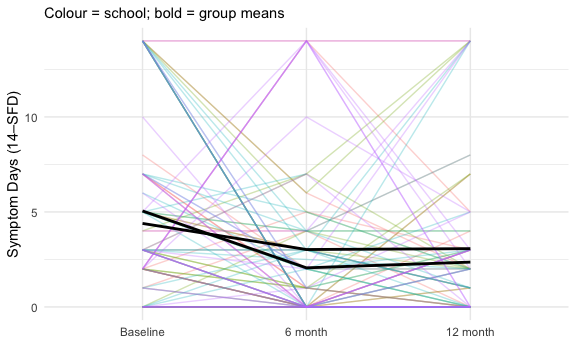 Colour = school; bold = group means
Symptom Days (14–SFD)
10
5
0
Baseline
6 month
12 month